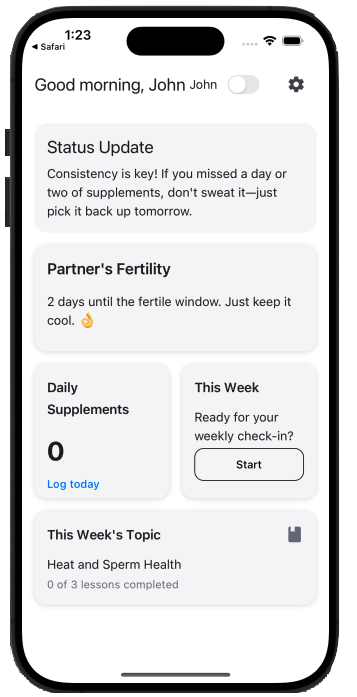 1:23
◀ Safari
Good morning, John John
Status Update
Consistency is key! If you missed a day or
two of supplements, don't sweat it—just
pick it back up tomorrow.
Partner's Fertility
2 days until the fertile window. Just keep it
cool. 👌
Daily
Supplements
0
Log today
This Week
Ready for your
weekly check-in?
Start
This Week's Topic
Heat and Sperm Health
0 of 3 lessons completed